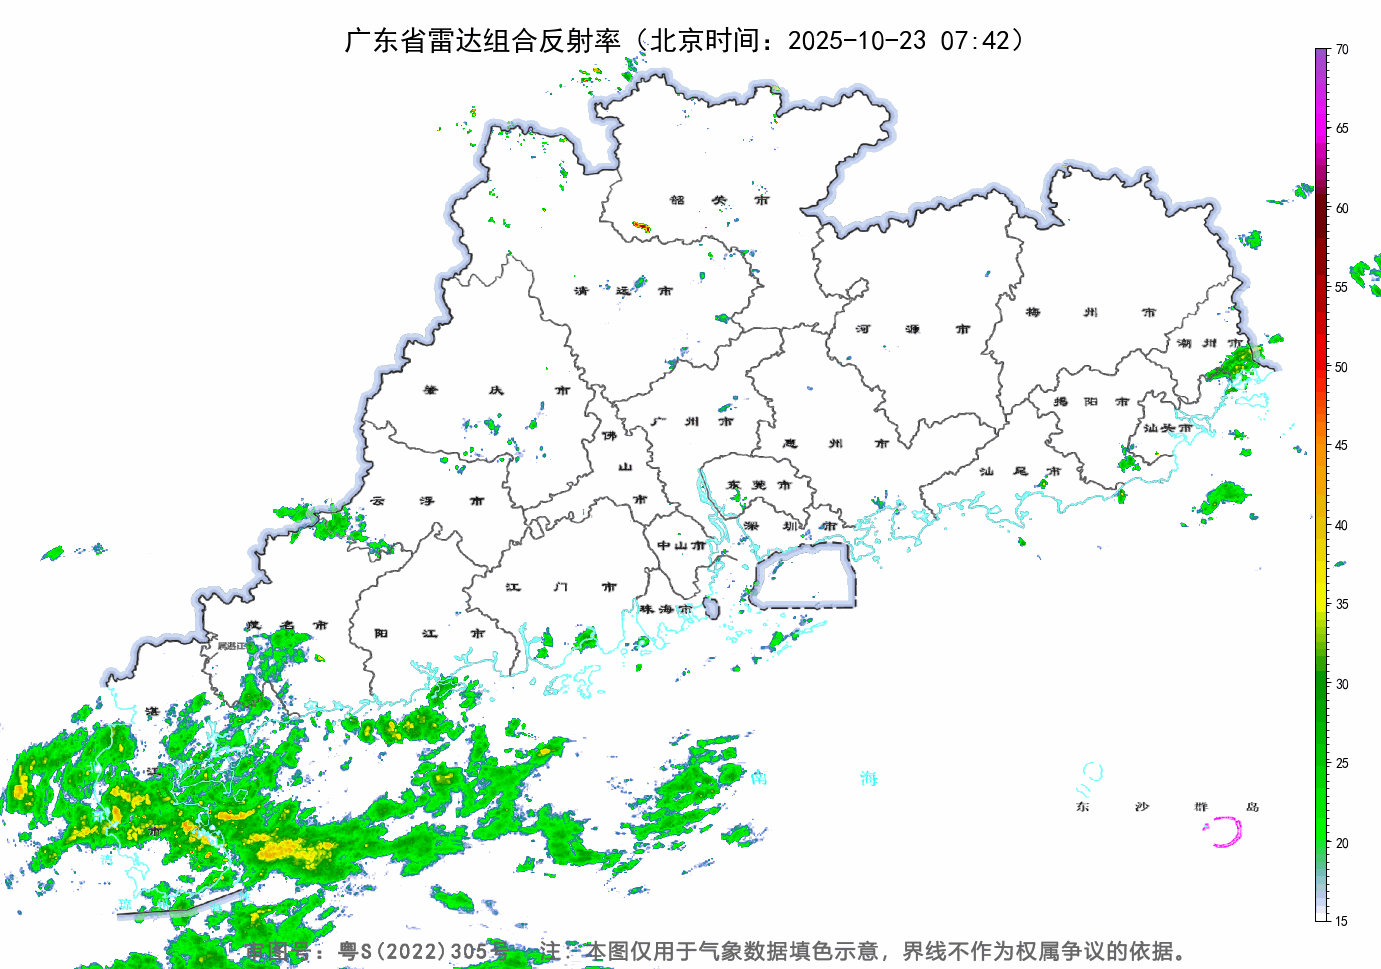 广东省雷达组合反射率（北京时间：2025-10-23 07:42）
70
65
60
55
50
45
40
35
30
25
20
15
韶关市
清远市
河源市
梅州市
潮州市
肇庆市
广州市
佛山市
惠州市
揭阳市
汕头市
汕尾市
云浮市
东莞市
深圳市
中山市
江门市
珠海市
茂名市
属湛江
阳江市
湛江市
南海
东沙群岛
审图号：粤S(2022)305号 注：本图仅用于气象数据填色示意，界线不作为权属争议的依据。